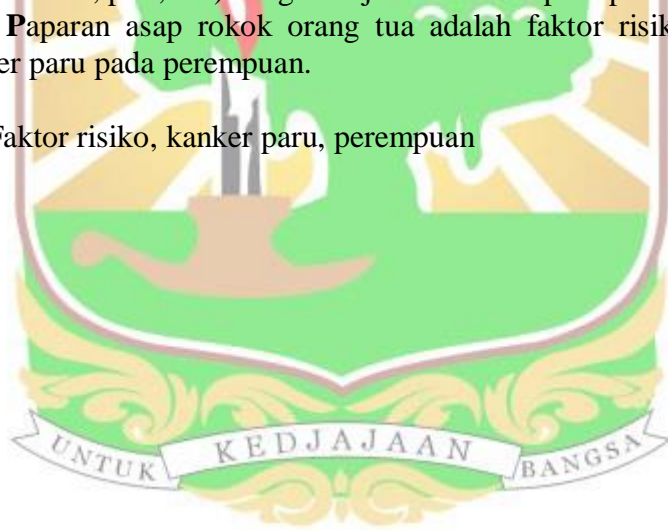 Paparan asap rokok orang tua adalah faktor risik
er paru pada perempuan.
aktor risiko, kanker paru, perempuan
UNTUK KEDJAJAAN BANGSA